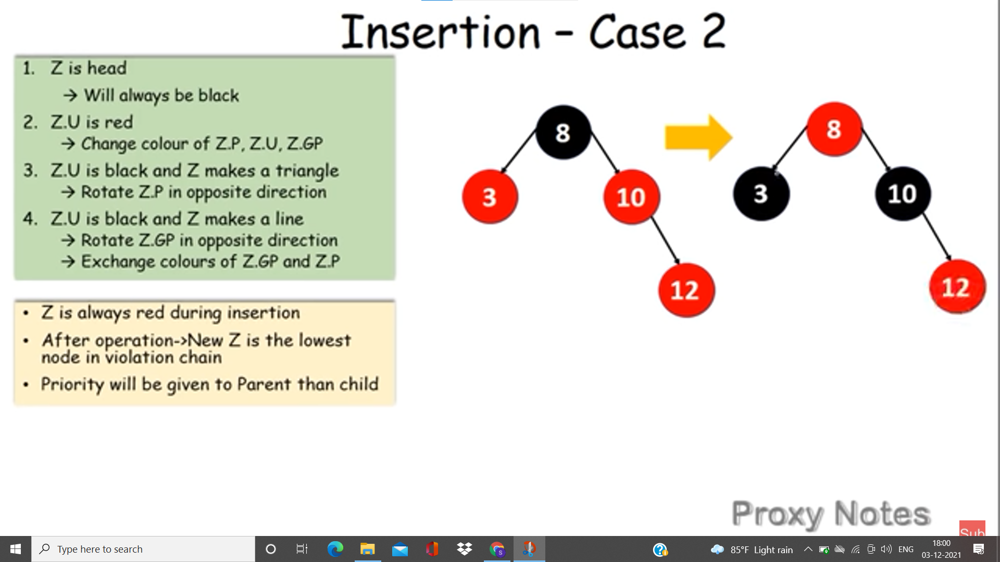 Insertion – Case 2
1. Z is head
→ Will always be black
2. Z.U is red
→ Change colour of Z.P, Z.U, Z.GP
3. Z.U is black and Z makes a triangle
→ Rotate Z.P in opposite direction
4. Z.U is black and Z makes a line
→ Rotate Z.GP in opposite direction
→ Exchange colours of Z.GP and Z.P
• Z is always red during insertion
• After operation->New Z is the lowest
node in violation chain
• Priority will be given to Parent than child
8
3
10
12
8
3
10
12
Proxy Notes
Sub
Type here to search
S
85°F Light rain
ENG
18:00
03-12-2021